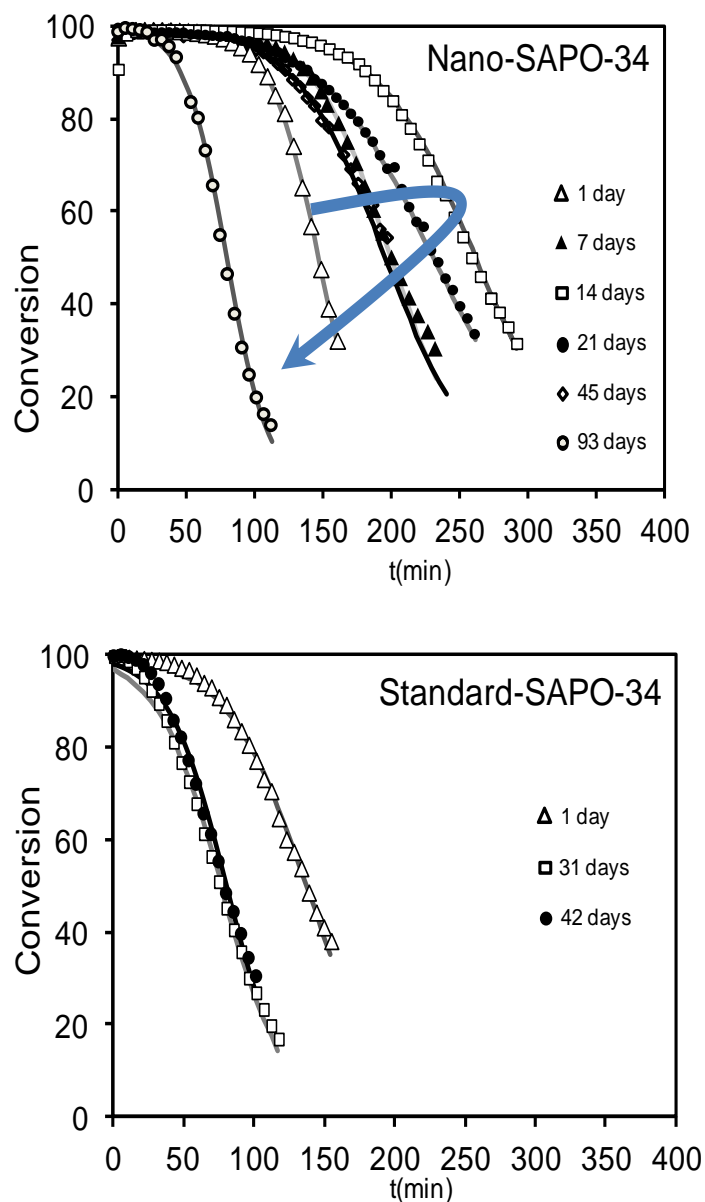 Nano-SAPO-34
Conversion
100
80
60
40
20
0
1 day
7 days
14 days
21 days
45 days
93 days
0 50 100 150 200 250 300 350 400
t(min)
Standard-SAPO-34
Conversion
100
80
60
40
20
0
1 day
31 days
42 days
0 50 100 150 200 250 300 350 400
t(min)